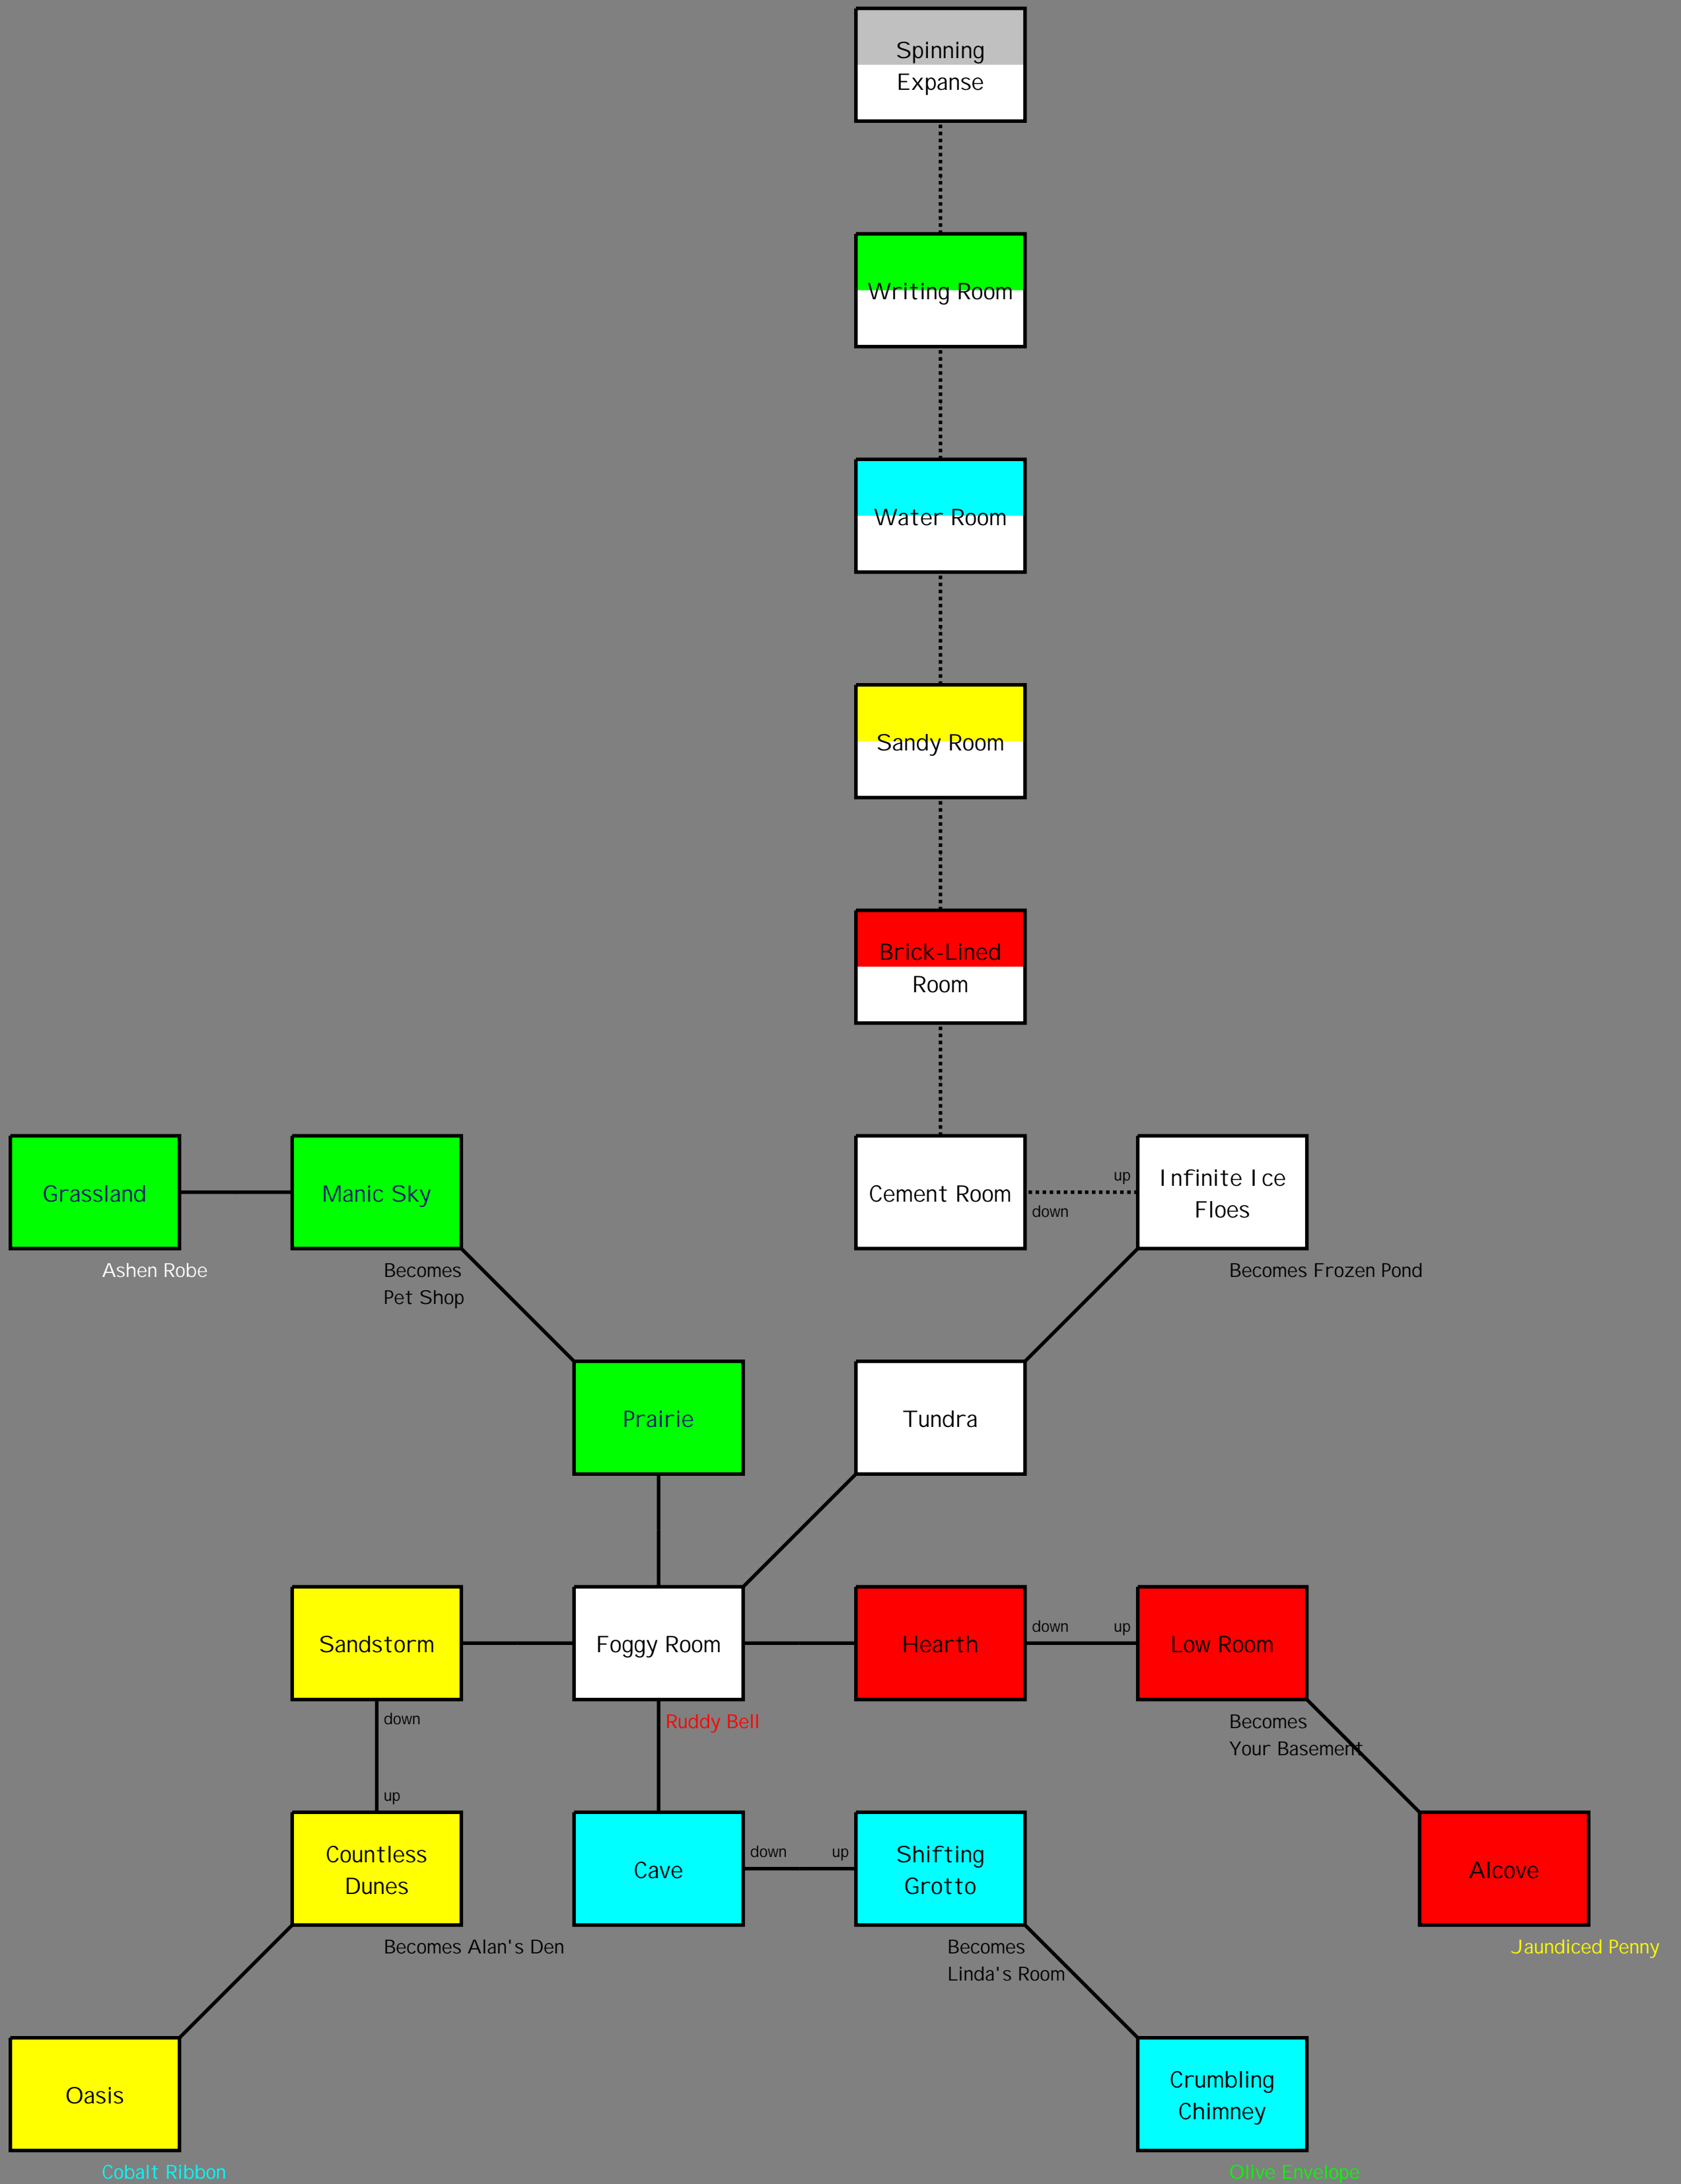 Spinning
Expanse
Writing Room
Water Room
Sandy Room
Brick-Lined
Room
Grassland
Manic Sky
Cement Room
up
down
Infinite Ice
Floes
Ashen Robe
Becomes
Pet Shop
Becomes Frozen Pond
Prairie
Tundra
Sandstorm
Foggy Room
Hearth
down
up
Low Room
down
Ruddy Bell
Becomes
Your Basement
up
Countless
Dunes
Cave
down
up
Shifting
Grotto
Alcove
Becomes Alan's Den
Becomes
Linda's Room
Jaundiced Penny
Oasis
Crumbling
Chimney
Cobalt Ribbon
Olive Envelope